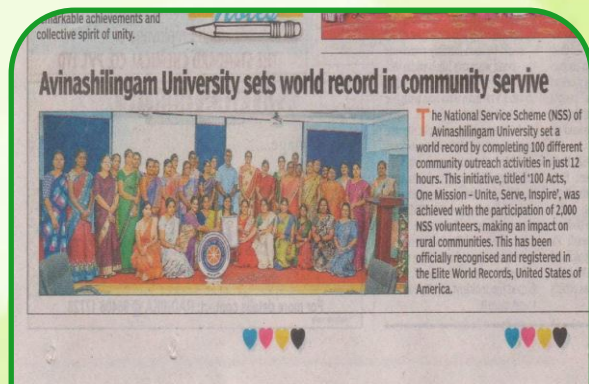 remarkable achievements and
collective spirit of unity.
Avinashilingam University sets world record in community servive
The National Service Scheme (NSS) of
Avinashilingam University set a
world record by completing 100 different
community outreach activities in just 12
hours. This initiative, titled '100 Acts,
One Mission – Unite, Serve, Inspire', was
achieved with the participation of 2,000
NSS volunteers, making an impact on
rural communities. This has been
officially recognised and registered in
the Elite World Records, United States of
America.